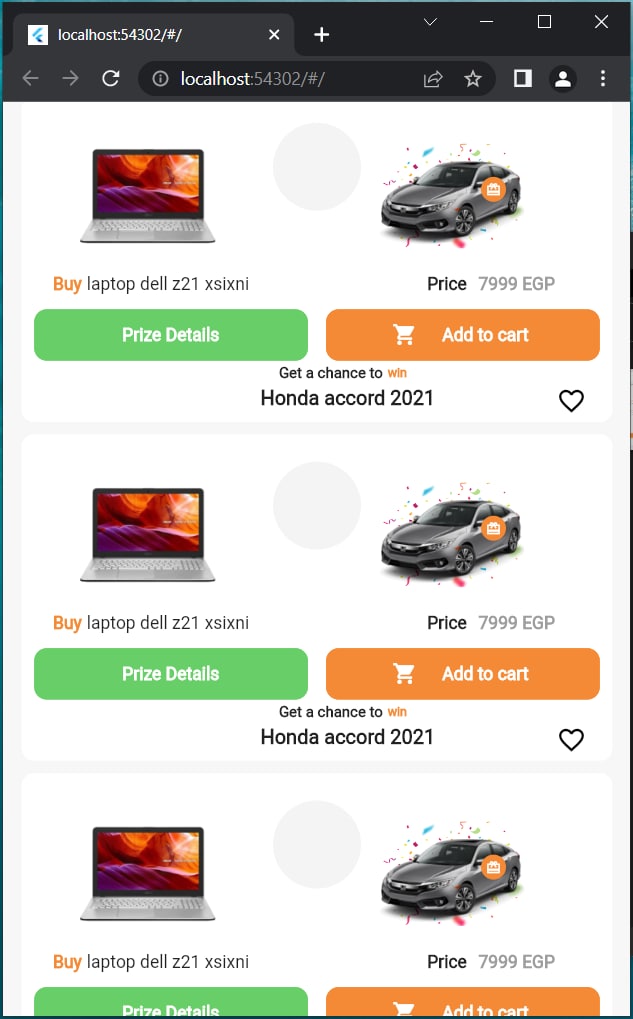 localhost:54302/#/
localhost:54302/#/
Buy laptop dell z21 xsixni Price 7999 EGP
Prize Details Add to cart
Get a chance to win
Honda accord 2021
Buy laptop dell z21 xsixni Price 7999 EGP
Prize Details Add to cart
Get a chance to win
Honda accord 2021
Buy laptop dell z21 xsixni Price 7999 EGP
Prize Details Add to cart